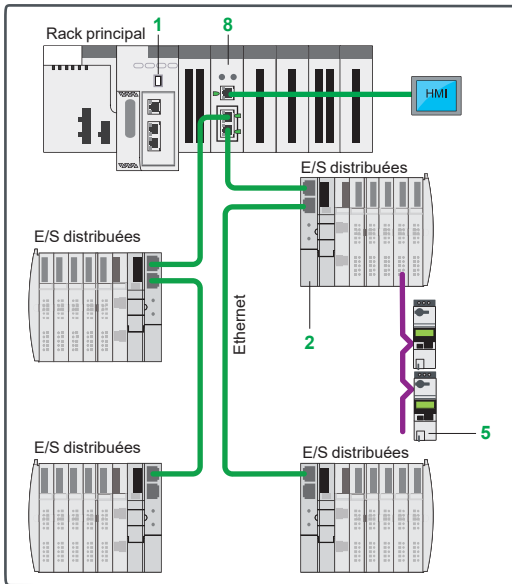 Rack principal
1
8
HMI
E/S distribuées
E/S distribuées
Ethernet
2
5
E/S distribuées
E/S distribuées